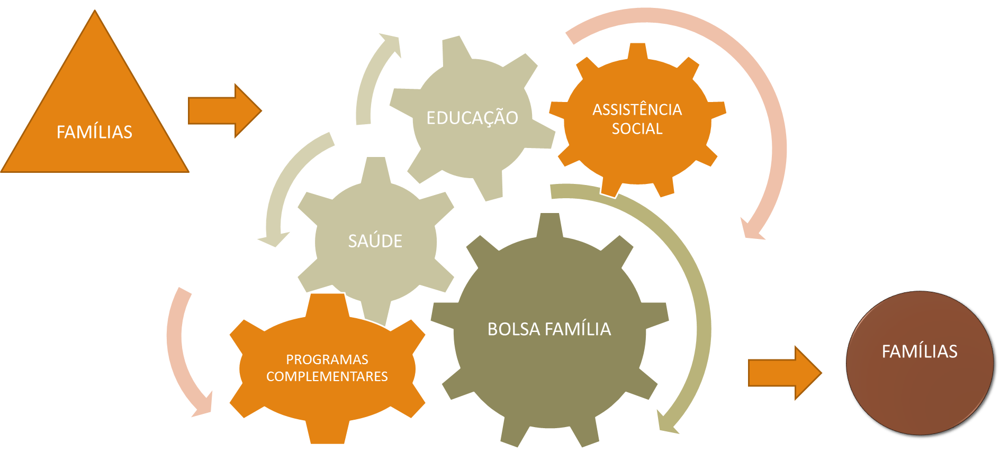 FAMÍLIAS
EDUCAÇÃO
ASSISTÊNCIA
SOCIAL
SAÚDE
BOLSA FAMÍLIA
PROGRAMAS
COMPLEMENTARES
FAMÍLIAS